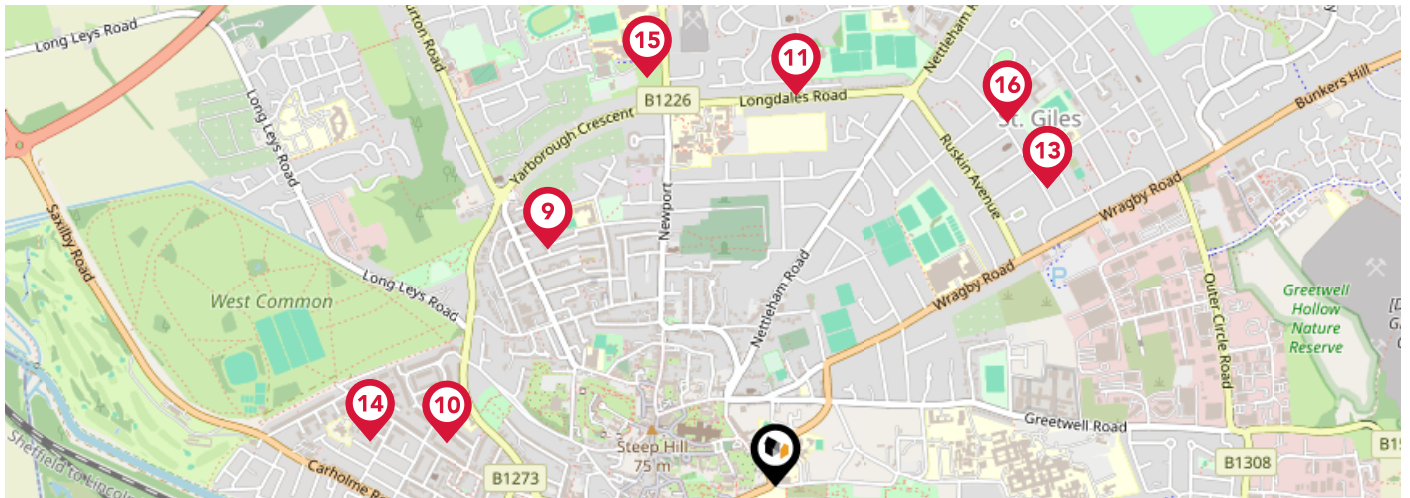 Long Leys Road
urton Road
15
11
Nettleham R
16
B1226
Longdales Road
St. Giles
Bunkers Hill
Long Leys Road
Yarborough Crescent
13
Ruskin Avenue
Wragby Road
9
Newport
Saxilby Road
Long Leys Road
West Common
Nettleham Road
Wragby Road
P
Outer Circle Road
Greetwell
Hollow
Nature
Reserve
14
10
Greetwell Road
Steep Hill
75 m
Sheffield to Lincoln
Carholme Ro
B1273
B1308
B15